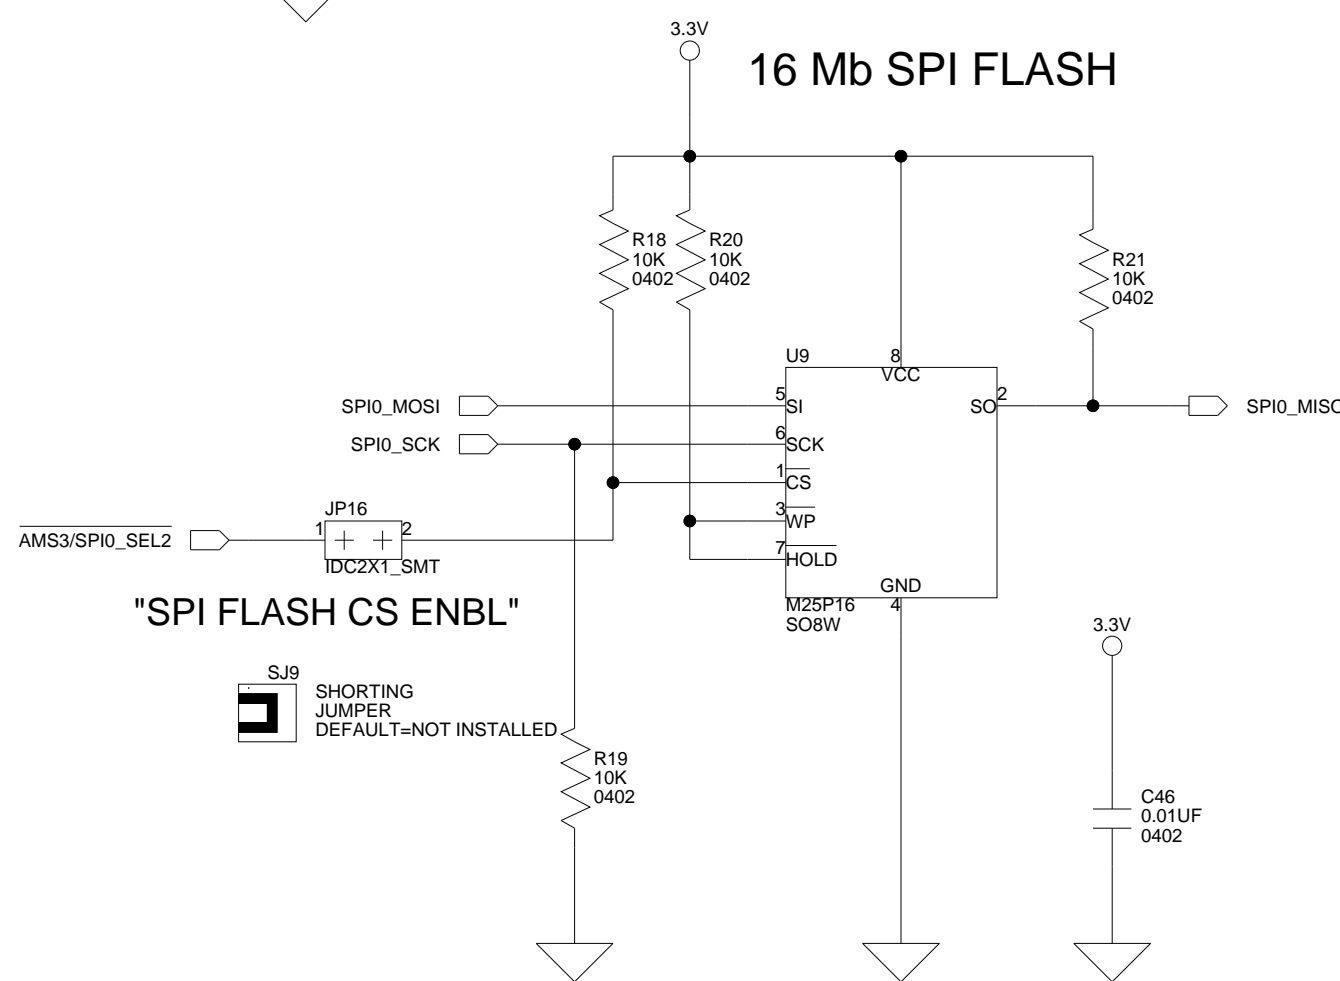 3.3V
16 Mb SPI FLASH
R18
10K
0402
R20
10K
0402
R21
10K
0402
U9
8
VCC
SPI0_MOSI
5
SI
SO
2
SPI0_MISO
SPI0_SCK
6
SCK
1
CS
AMS3/SPI0_SEL2
JP16
1
2
IDC2X1_SMT
3
WP
7
HOLD
GND
4
M25P16
SO8W
"SPI FLASH CS ENBL"
SJ9
SHORTING
JUMPER
DEFAULT=NOT INSTALLED
R19
10K
0402
3.3V
C46
0.01UF
0402